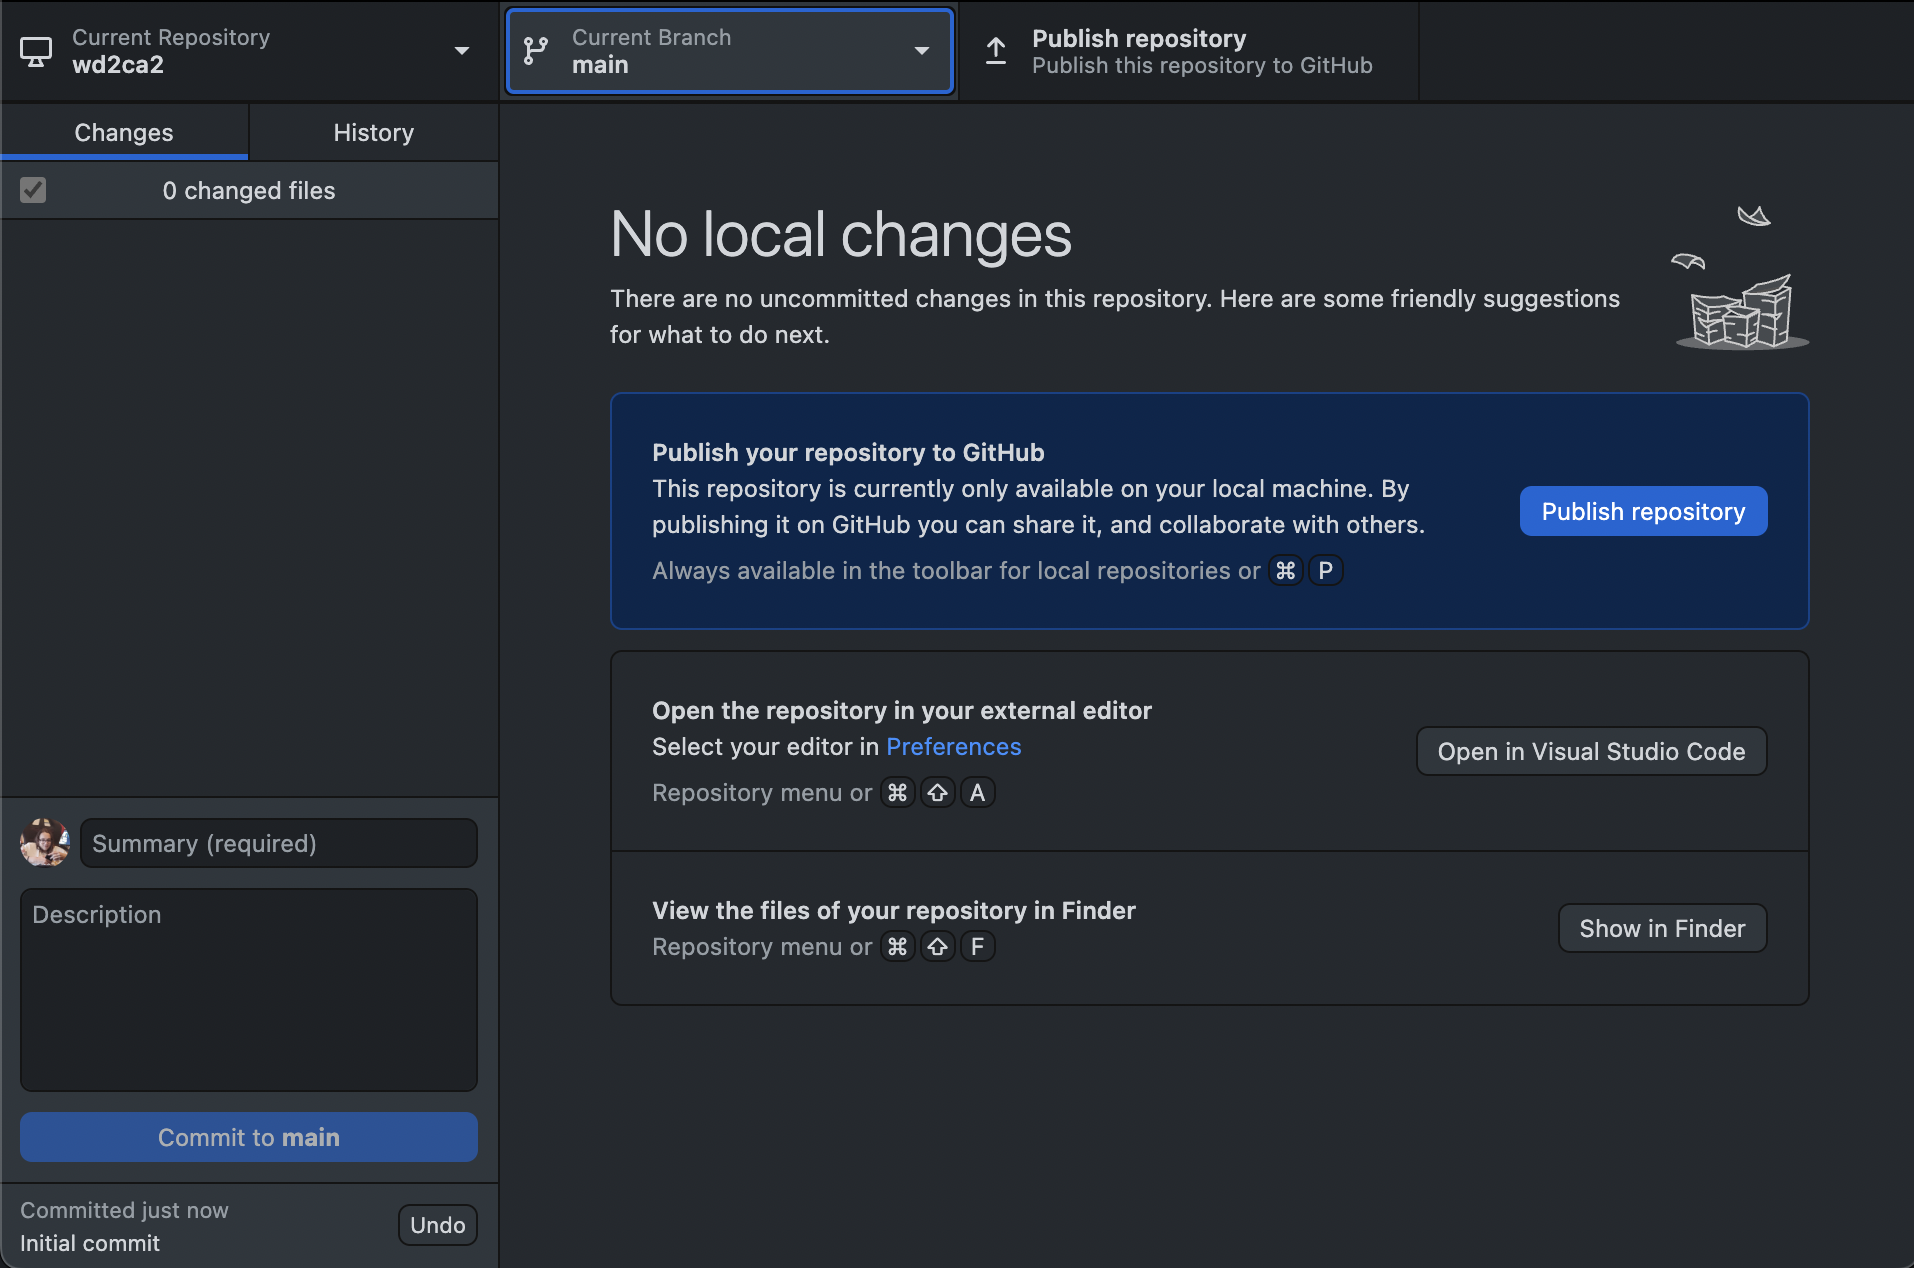 Current Repository
wd2ca2
Current Branch
main
Publish repository
Publish this repository to GitHub
Changes
History
0 changed files
No local changes
There are no uncommitted changes in this repository. Here are some friendly suggestions
for what to do next.
Publish your repository to GitHub
This repository is currently only available on your local machine. By
publishing it on GitHub you can share it, and collaborate with others.
Always available in the toolbar for local repositories or ⌘ P
Publish repository
Open the repository in your external editor
Select your editor in Preferences
Repository menu or ⌘ ⇧ A
Open in Visual Studio Code
View the files of your repository in Finder
Repository menu or ⌘ ⇧ F
Show in Finder
Summary (required)
Description
Commit to main
Committed just now
Initial commit
Undo